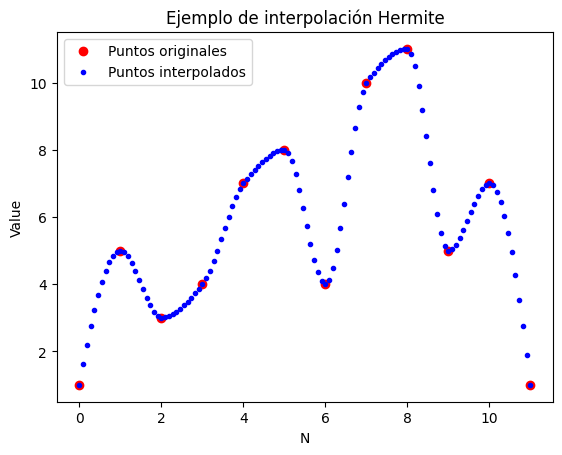 Ejemplo de interpolación Hermite
Puntos originales
Puntos interpolados
Value
10
8
6
4
2
0 2 4 6 8 10
N